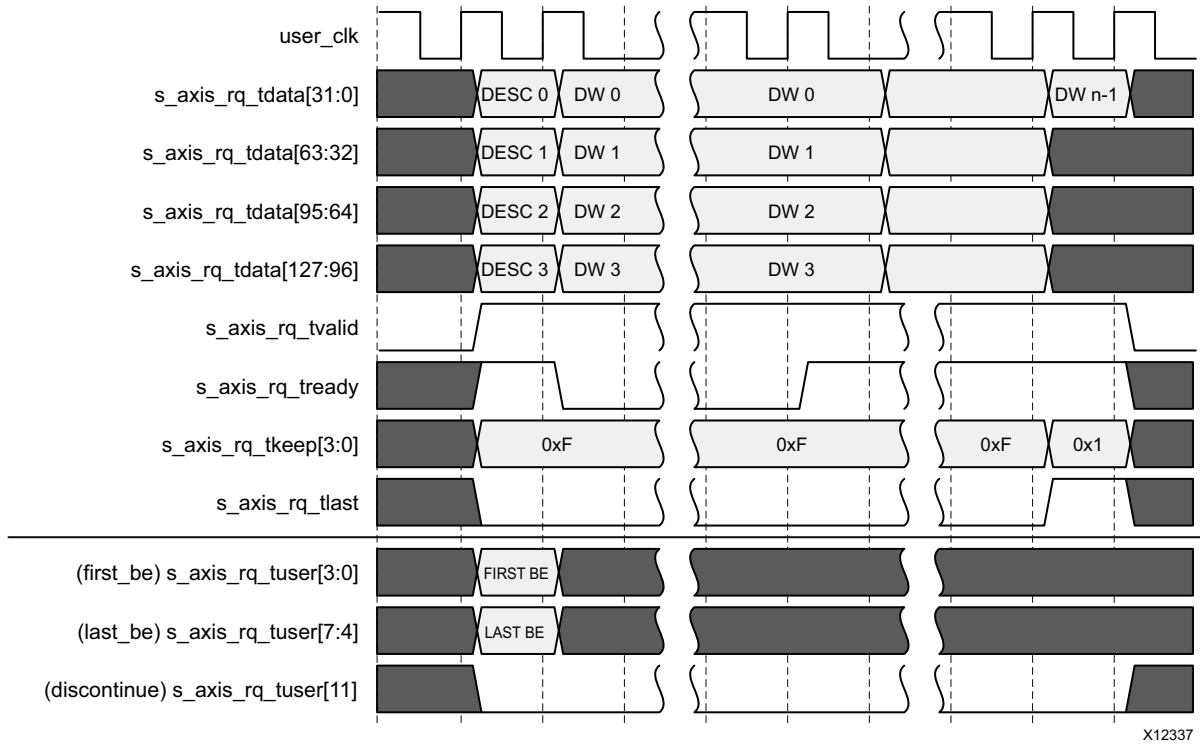 user_clk
s_axis_rq_tdata[31:0] DESC 0 DW 0 DW 0 DW n-1
s_axis_rq_tdata[63:32] DESC 1 DW 1 DW 1
s_axis_rq_tdata[95:64] DESC 2 DW 2 DW 2
s_axis_rq_tdata[127:96] DESC 3 DW 3 DW 3
s_axis_rq_tvalid
s_axis_rq_tready
s_axis_rq_tkeep[3:0] 0xF 0xF 0xF 0x1
s_axis_rq_tlast
(first_be) s_axis_rq_tuser[3:0] FIRST BE
(last_be) s_axis_rq_tuser[7:4] LAST BE
(discontinue) s_axis_rq_tuser[11]
X12337